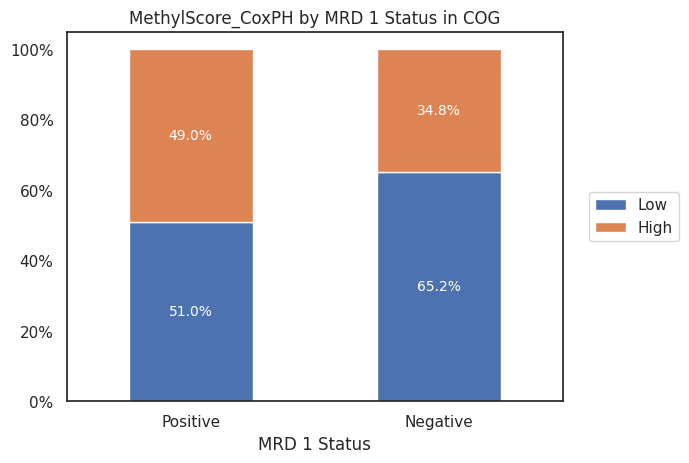 MethylScore_CoxPH by MRD 1 Status in COG
100%
80%
60%
40%
20%
0%
49.0%
34.8%
51.0%
65.2%
Low
High
Positive
Negative
MRD 1 Status